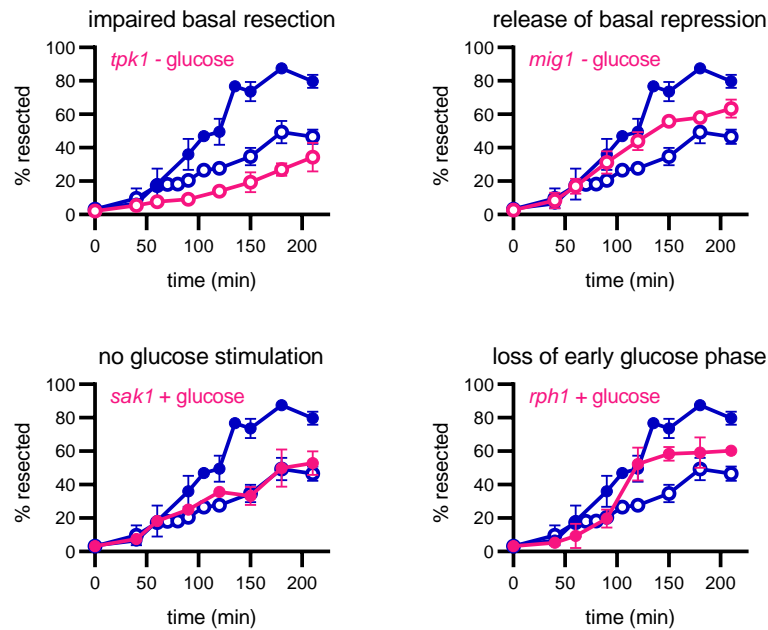 impaired basal resection
tpk1 - glucose
% resected
100
80
60
40
20
0
0 50 100 150 200
time (min)
release of basal repression
mig1 - glucose
% resected
100
80
60
40
20
0
0 50 100 150 200
time (min)
no glucose stimulation
sak1 + glucose
% resected
100
80
60
40
20
0
0 50 100 150 200
time (min)
loss of early glucose phase
rph1 + glucose
% resected
100
80
60
40
20
0
0 50 100 150 200
time (min)